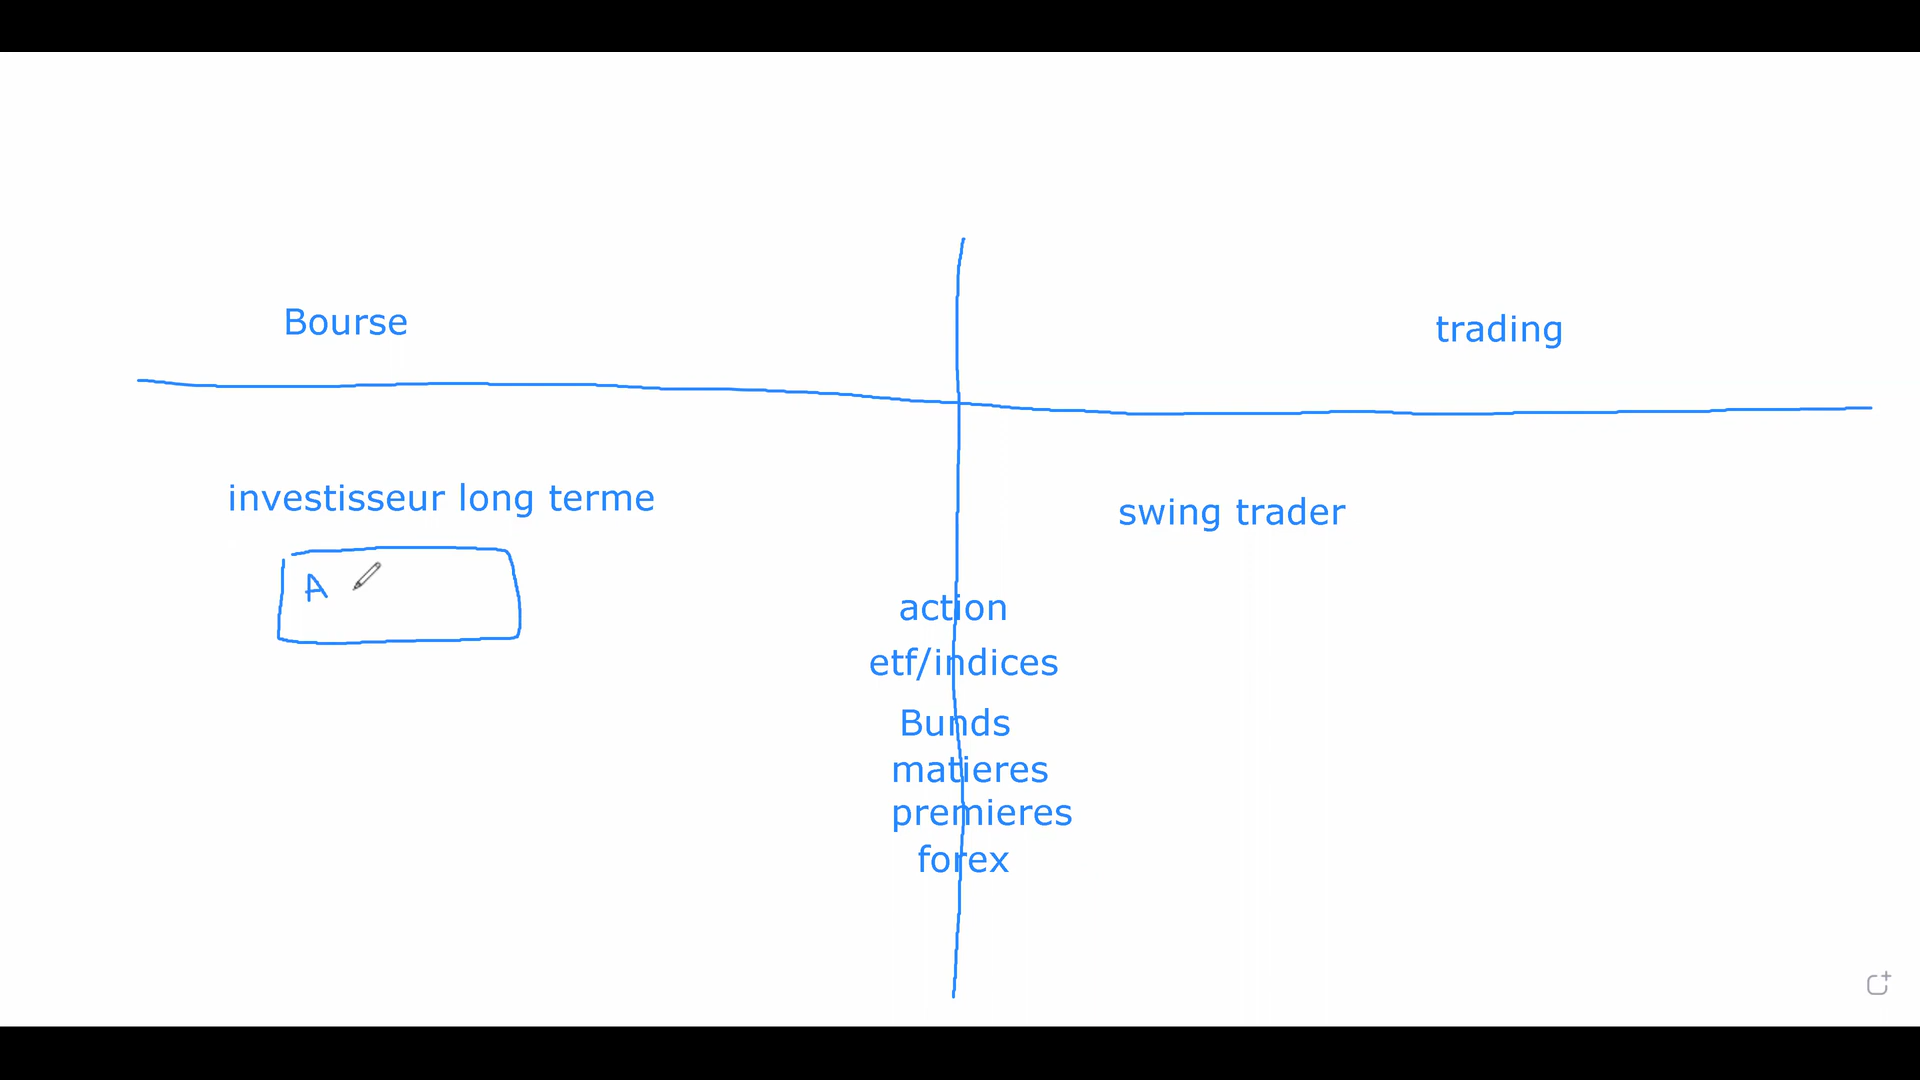 Bourse
trading
investisseur long terme
swing trader
A
action
etf/indices
Bunds
matieres
premieres
forex